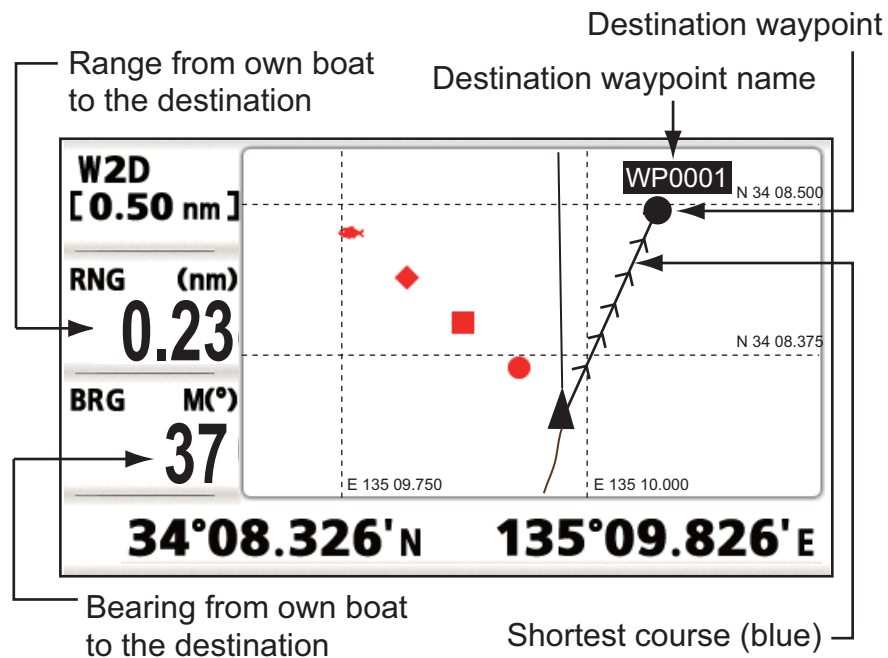 Destination waypoint
Range from own boat
to the destination
Destination waypoint name
W2D
[0.50 nm]
WP0001
N 34 08.500
RNG (nm)
0.23
N 34 08.375
BRG M(°)
37
E 135 09.750
E 135 10.000
34°08.326'N 135°09.826'E
Bearing from own boat
to the destination
Shortest course (blue)